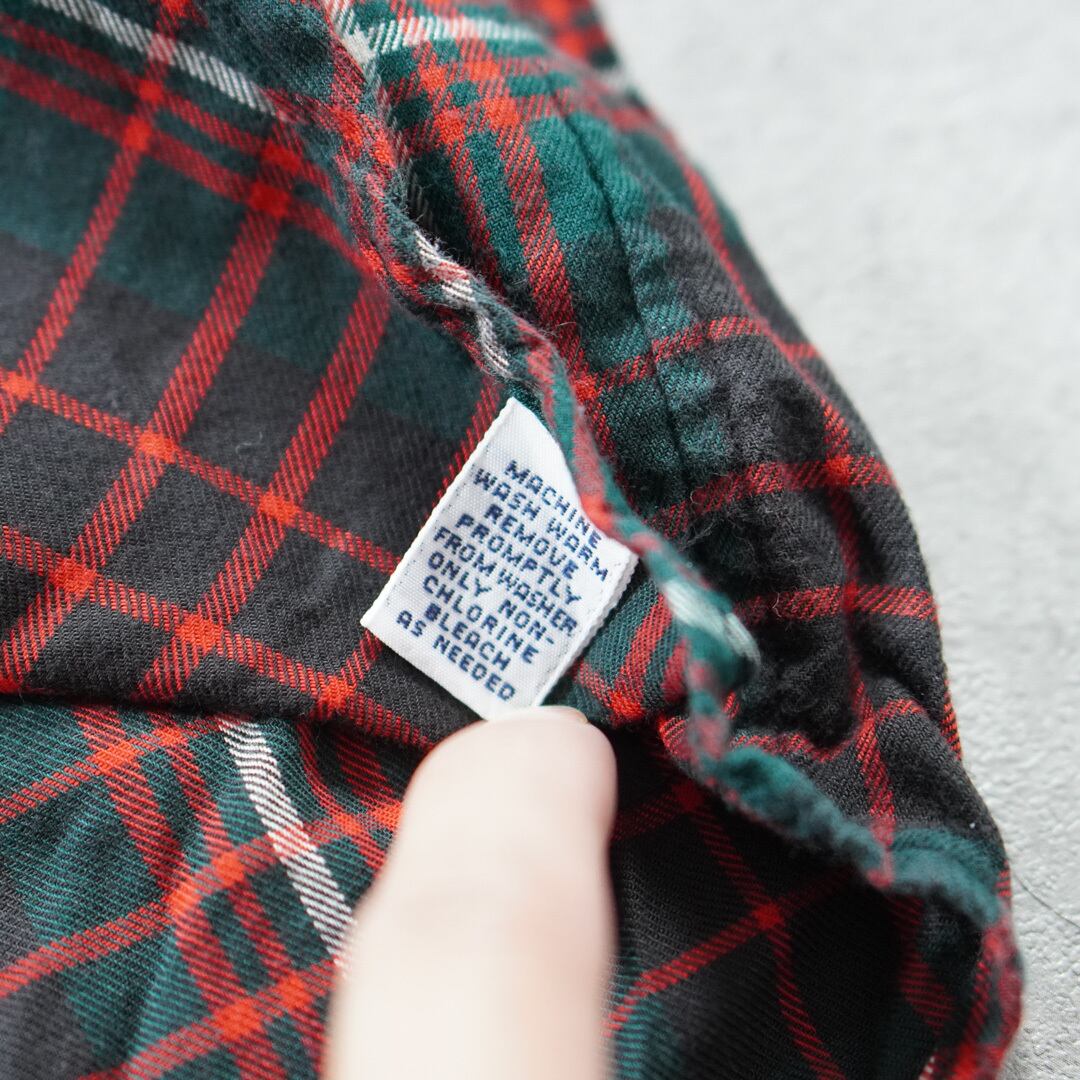 MACHINE
WASH WARM
REMOVE
PROMPTLY
FROM WASHER
ONLY NON-
CHLORINE
BLEACH
AS NEEDED